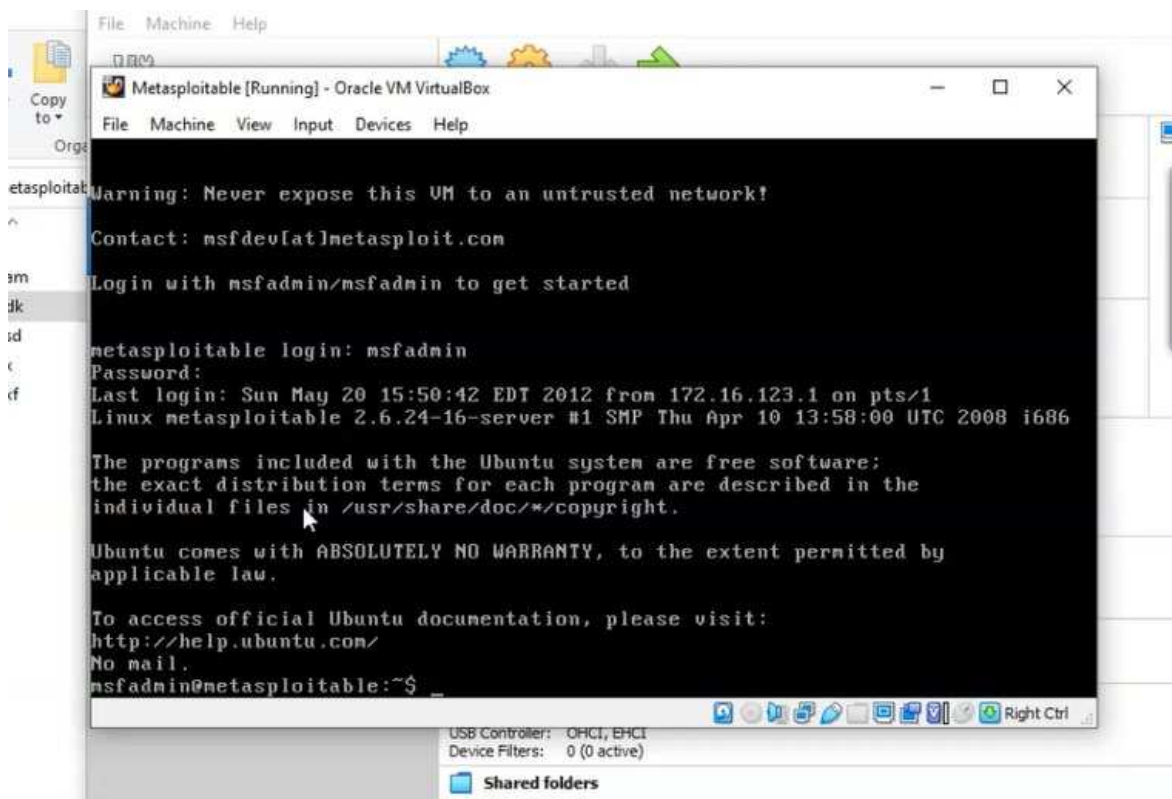 File Machine Help
Copy
to
Orga
Metasploitable [Running] - Oracle VM VirtualBox
File Machine View Input Devices Help
etasploitab
Warning: Never expose this VM to an untrusted network!
Contact: msfdev[at]metasploit.com
Login with msfadmin/msfadmin to get started
am
dk
sd
x
xf
metasploitable login: msfadmin
Password:
Last login: Sun May 20 15:50:42 EDT 2012 from 172.16.123.1 on pts/1
Linux metasploitable 2.6.24-16-server #1 SMP Thu Apr 10 13:58:00 UTC 2008 i686
The programs included with the Ubuntu system are free software;
the exact distribution terms for each program are described in the
individual files in /usr/share/doc/*/copyright.
Ubuntu comes with ABSOLUTELY NO WARRANTY, to the extent permitted by
applicable law.
To access official Ubuntu documentation, please visit:
http://help.ubuntu.com/
No mail.
msfadmin@metasploitable:~$ _
Right Ctrl
USB Controller: OHCI, EHCI
Device Filters: 0 (0 active)
Shared folders